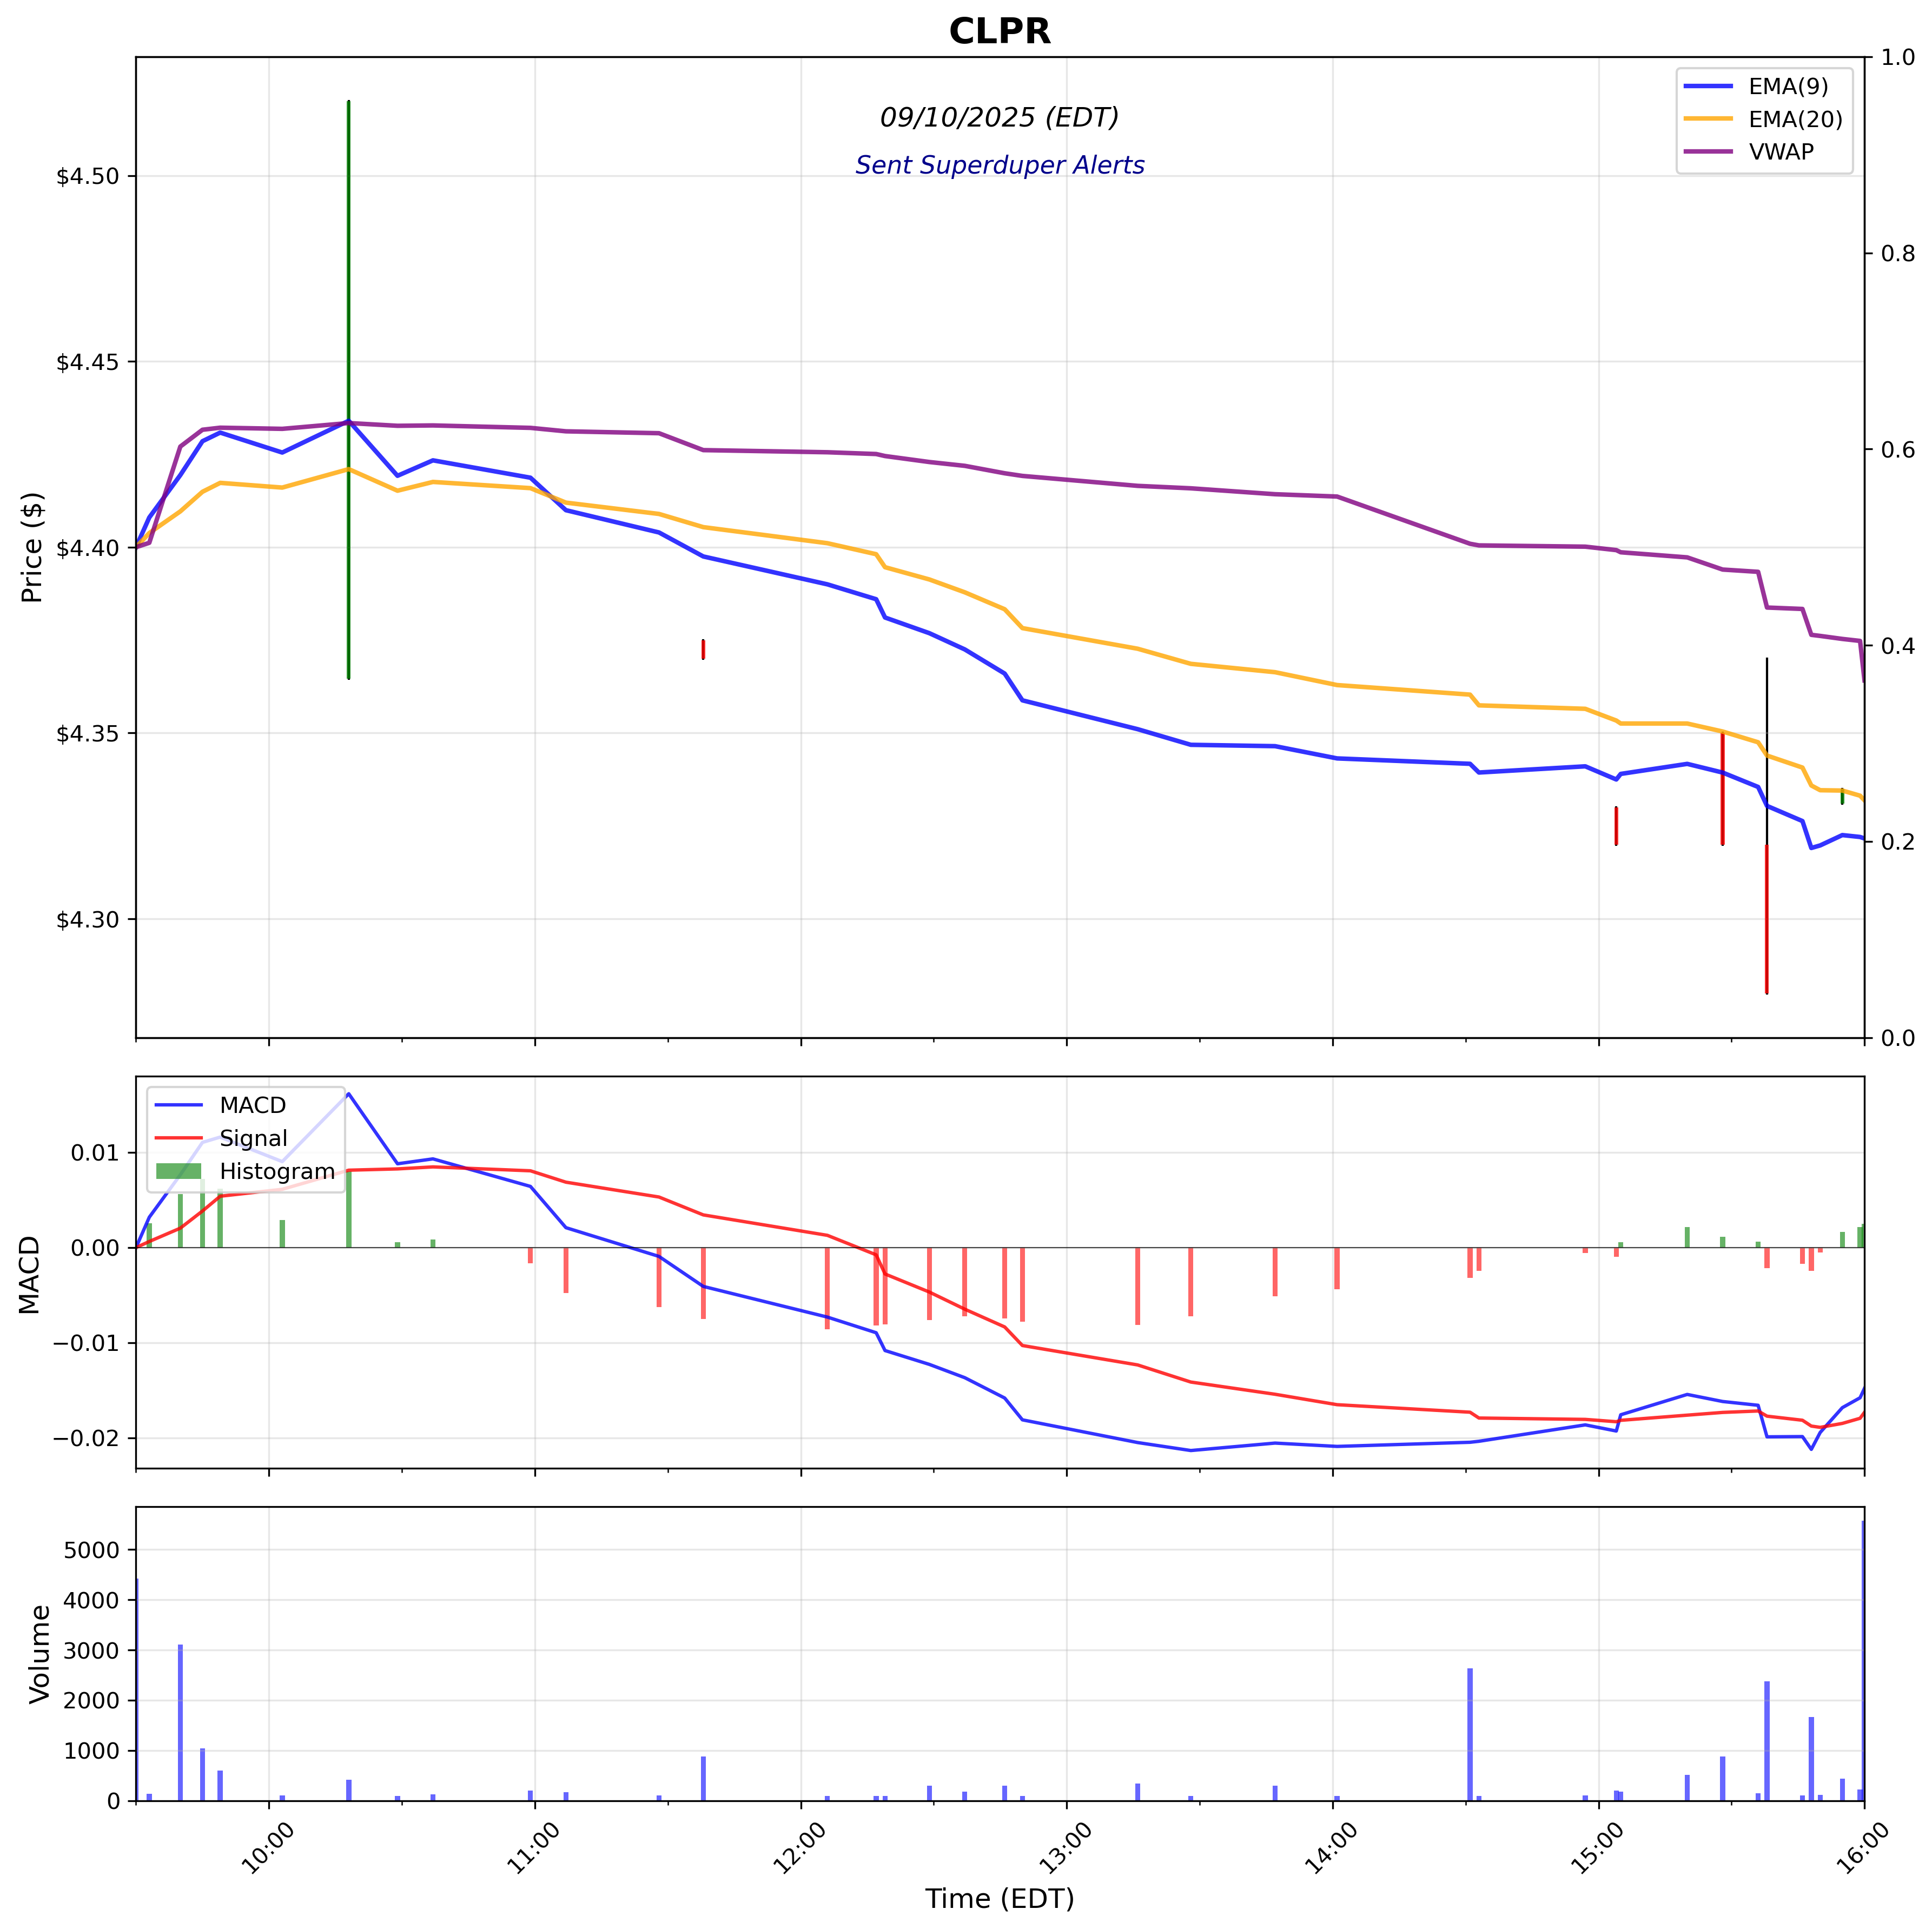 CLPR
09/10/2025 (EDT)
Sent Superduper Alerts
EMA(9)
EMA(20)
VWAP
Price ($)
$4.50
$4.45
$4.40
$4.35
$4.30
1.0
0.8
0.6
0.4
0.2
0.0
MACD
Signal
Histogram
MACD
0.01
0.00
−0.01
−0.02
Volume
5000
4000
3000
2000
1000
0
10:00
11:00
12:00
13:00
14:00
15:00
16:00
Time (EDT)